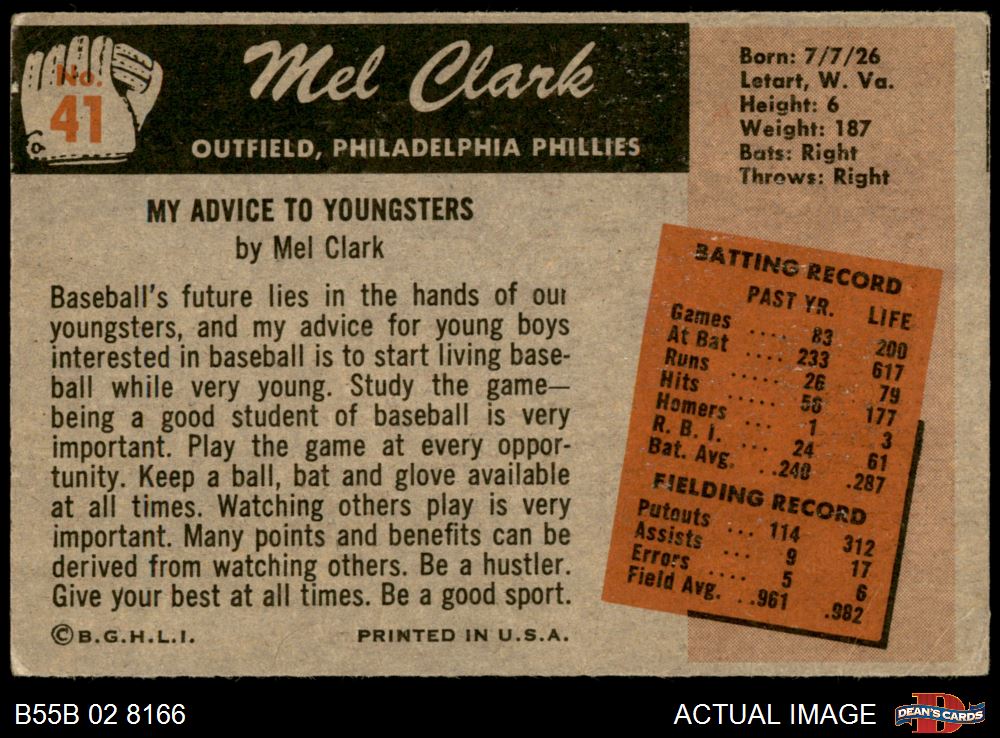 No.
41
Mel Clark
OUTFIELD, PHILADELPHIA PHILLIES
Born: 7/7/26
Letart, W. Va.
Height: 6
Weight: 187
Bats: Right
Throws: Right
MY ADVICE TO YOUNGSTERS
by Mel Clark
Baseball's future lies in the hands of our
youngsters, and my advice for young boys
interested in baseball is to start living base-
ball while very young. Study the game—
being a good student of baseball is very
important. Play the game at every oppor-
tunity. Keep a ball, bat and glove available
at all times. Watching others play is very
important. Many points and benefits can be
derived from watching others. Be a hustler.
Give your best at all times. Be a good sport.
©B.G.H.L.I. PRINTED IN U.S.A.
BATTING RECORD
PAST YR. LIFE
Games .... 83 200
At Bat .... 233 617
Runs ..... 26 79
Hits ..... 56 177
Homers .... 1 3
R. B. I. ... 24 61
Bat. Avg. ..240 .287
FIELDING RECORD
Putouts ... 114 312
Assists ... 9 17
Errors .... 5 6
Field Avg. ..961 .982
B55B 02 8166
ACTUAL IMAGE
D
DEAN'S CARDS